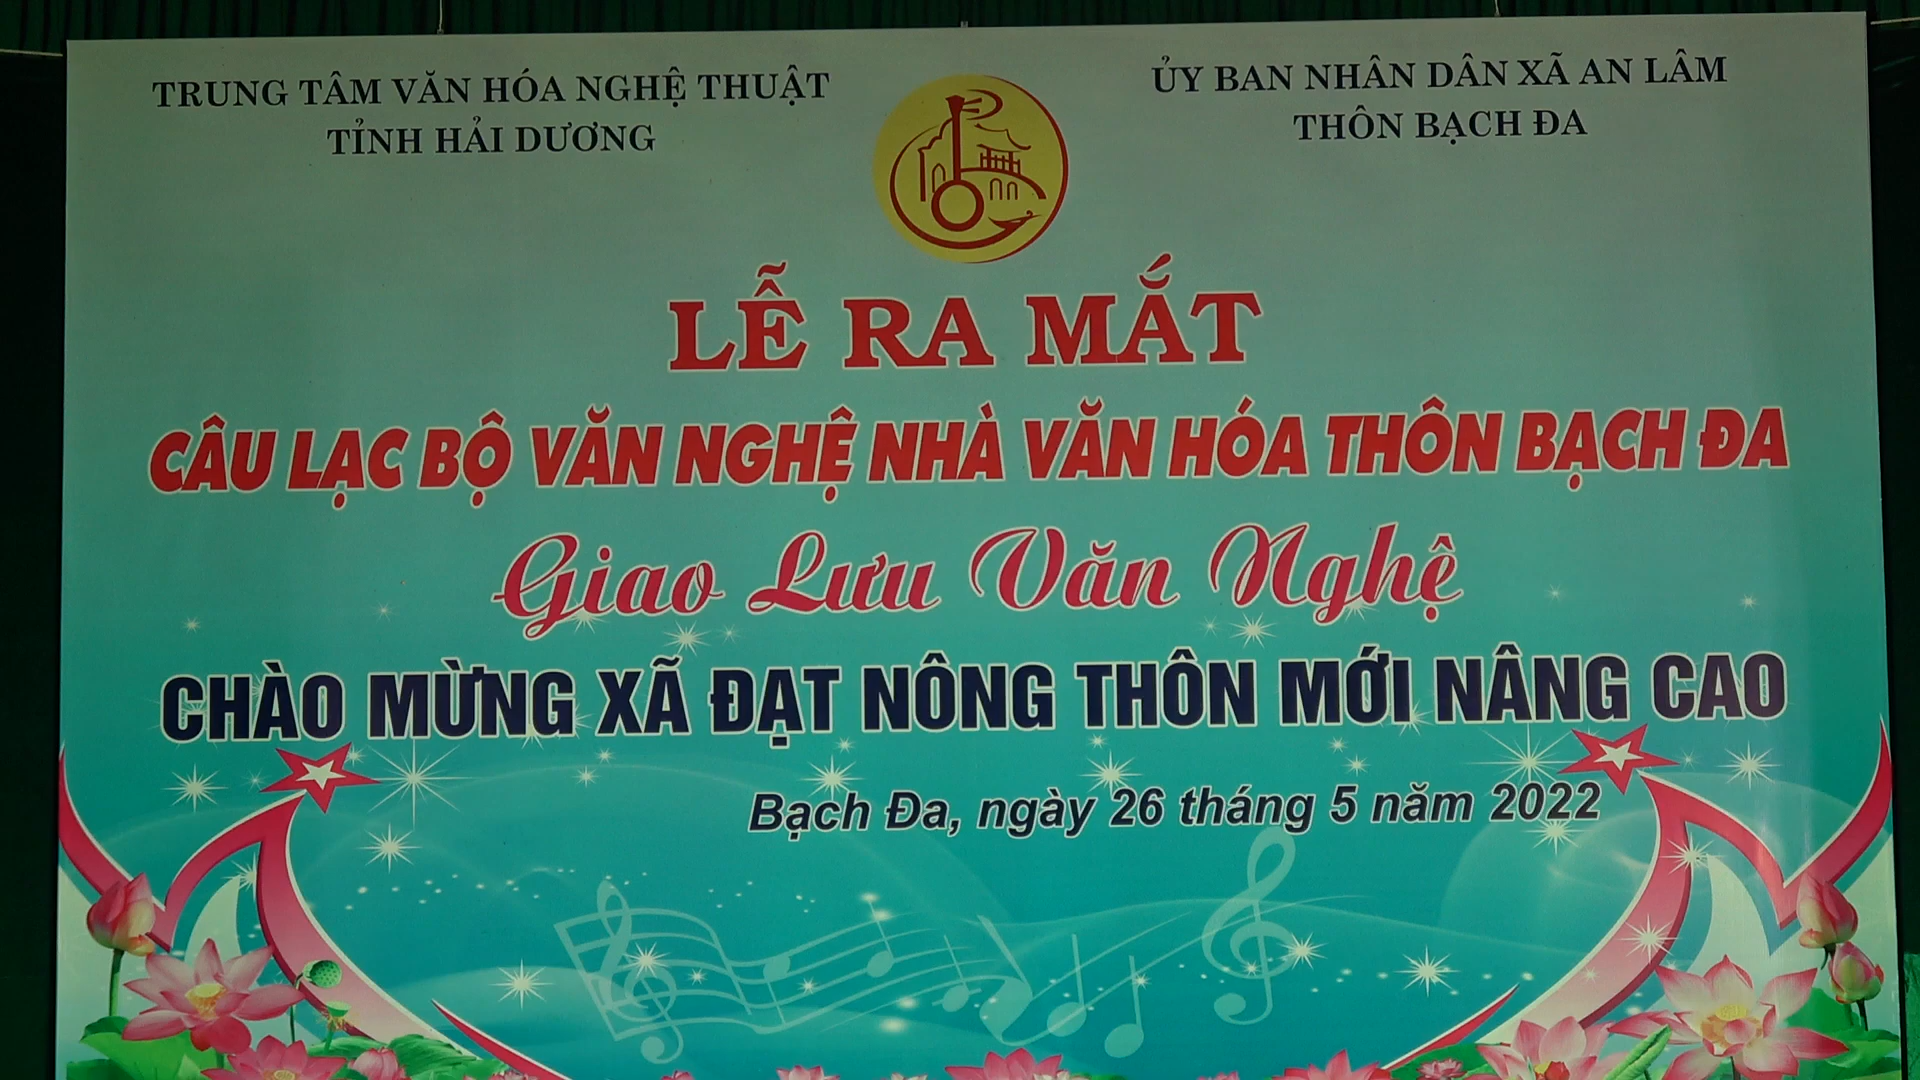 TRUNG TÂM VĂN HÓA NGHỆ THUẬT
TỈNH HẢI DƯƠNG
ỦY BAN NHÂN DÂN XÃ AN LÂM
THÔN BẠCH ĐA
LỄ RA MẮT
CÂU LẠC BỘ VĂN NGHỆ NHÀ VĂN HÓA THÔN BẠCH ĐA
Giao Lưu Văn Nghệ
CHÀO MỪNG XÃ ĐẠT NÔNG THÔN MỚI NÂNG CAO
Bạch Đa, ngày 26 tháng 5 năm 2022